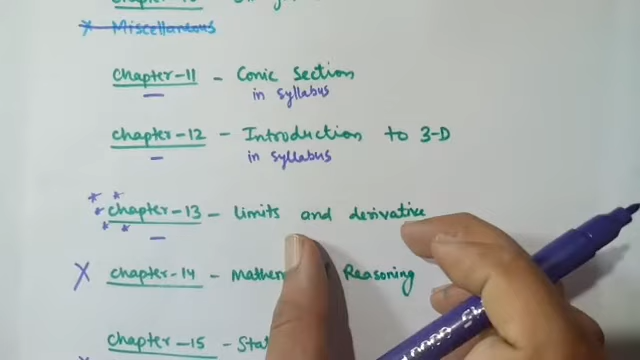 x Miscellaneous
Chapter-11 - Conic Section
in syllabus
Chapter-12 - Introduction to 3-D
in syllabus
Chapter-13 - Limits and derivative
x Chapter-14 - Reasoning
Chapter-15 -